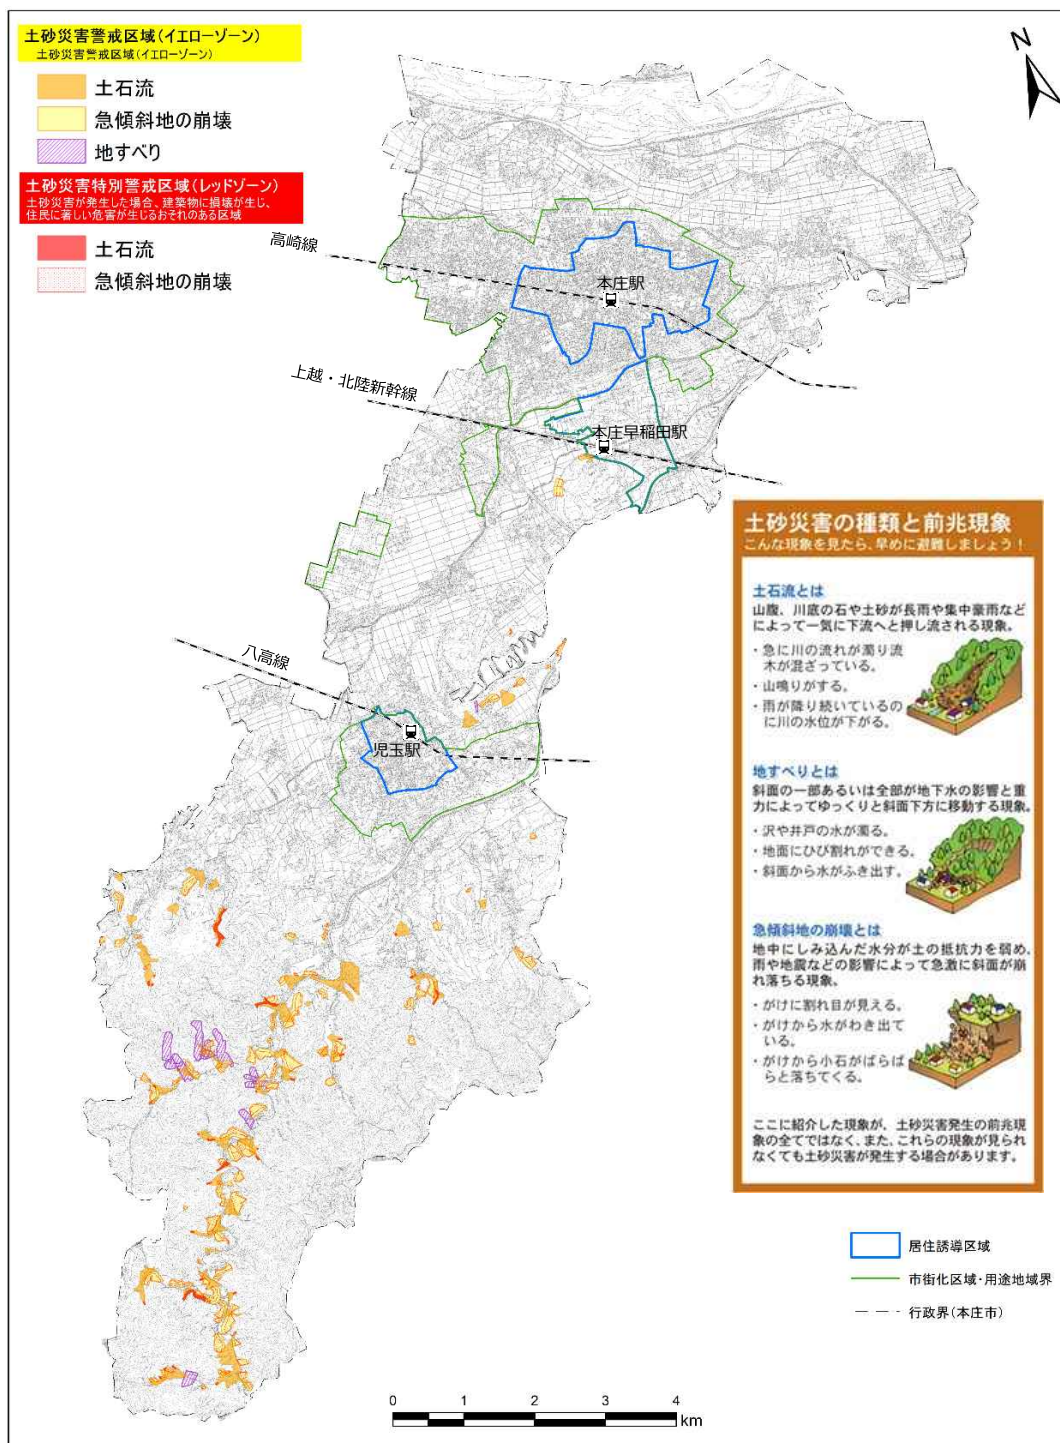 土砂災害警戒区域(イエローゾーン)
土砂災害警戒区域(イエローゾーン)
土石流
急傾斜地の崩壊
地すべり
土砂災害特別警戒区域(レッドゾーン)
土砂災害が発生した場合、建築物に損壊が生じ、
住民に著しい危害が生じるおそれのある区域
土石流
急傾斜地の崩壊
N
高崎線
本庄駅
上越・北陸新幹線
本庄早稲田駅
八高線
児玉駅
土砂災害の種類と前兆現象
こんな現象を見たら、早めに避難しましょう!
土石流とは
山腹、川底の石や土砂が長雨や集中豪雨など
によって一気に下流へと押し流される現象。
・急に川の流れが濁り流
木が混ざっている。
・山鳴りがする。
・雨が降り続いているの
に川の水位が下がる。
地すべりとは
斜面の一部あるいは全部が地下水の影響と重
力によってゆっくりと斜面下方に移動する現象。
・沢や井戸の水が濁る。
・地面にひび割れができる。
・斜面から水がふき出す。
急傾斜地の崩壊とは
地中にしみ込んだ水分が土の抵抗力を弱め、
雨や地震などの影響によって急激に斜面が崩
れ落ちる現象。
・がけに割れ目が見える。
・がけから水がわき出て
いる。
・がけから小石がぱらぱ
らと落ちてくる。
ここに紹介した現象が、土砂災害発生の前兆現
象の全てではなく、また、これらの現象が見られ
なくても土砂災害が発生する場合があります。
居住誘導区域
市街化区域・用途地域界
行政界(本庄市)
0 1 2 3 4
km